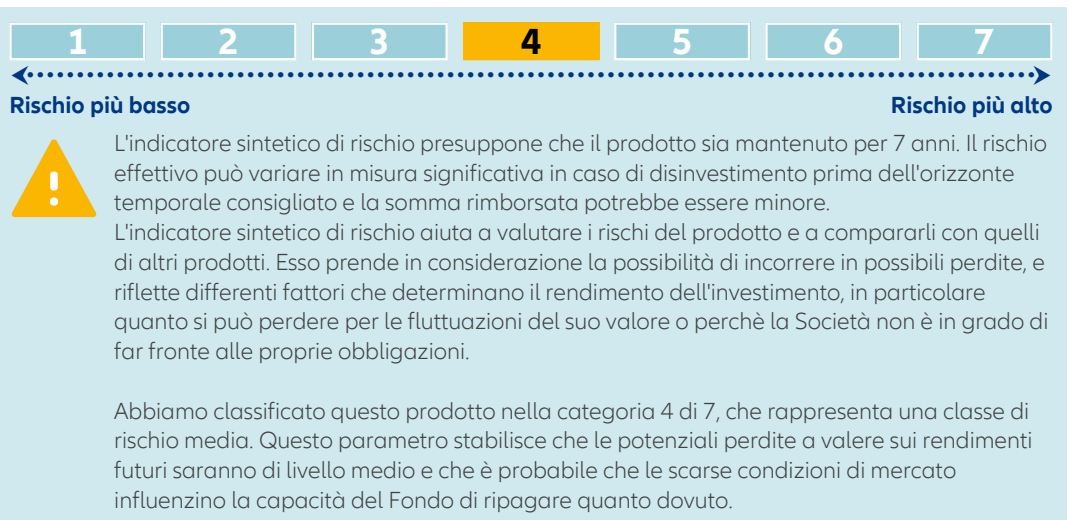 1 2 3 4 5 6 7
Rischio più basso Rischio più alto
L'indicatore sintetico di rischio presuppone che il prodotto sia mantenuto per 7 anni. Il rischio
effettivo può variare in misura significativa in caso di disinvestimento prima dell'orizzonte
temporale consigliato e la somma rimborsata potrebbe essere minore.
L'indicatore sintetico di rischio aiuta a valutare i rischi del prodotto e a compararli con quelli
di altri prodotti. Esso prende in considerazione la possibilità di incorrere in possibili perdite, e
riflette differenti fattori che determinano il rendimento dell'investimento, in particolare
quanto si può perdere per le fluttuazioni del suo valore o perchè la Società non è in grado di
far fronte alle proprie obbligazioni.
Abbiamo classificato questo prodotto nella categoria 4 di 7, che rappresenta una classe di
rischio media. Questo parametro stabilisce che le potenziali perdite a valere sui rendimenti
futuri saranno di livello medio e che è probabile che le scarse condizioni di mercato
influenzino la capacità del Fondo di ripagare quanto dovuto.